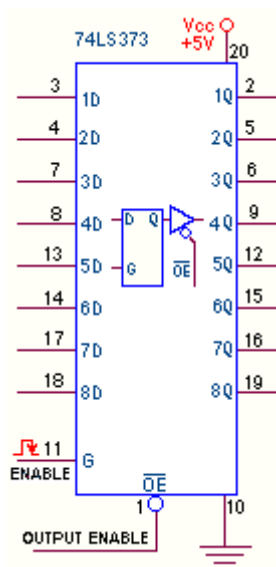 Vcc
74LS373 +5V
20
3 1D 1Q 2
4 2D 2Q 5
7 3D 3Q 6
8 4D D Q 4Q 9
13 5D G OE 5Q 12
14 6D 6Q 15
17 7D 7Q 16
18 8D 8Q 19
11 G
ENABLE OE
1 10
OUTPUT ENABLE